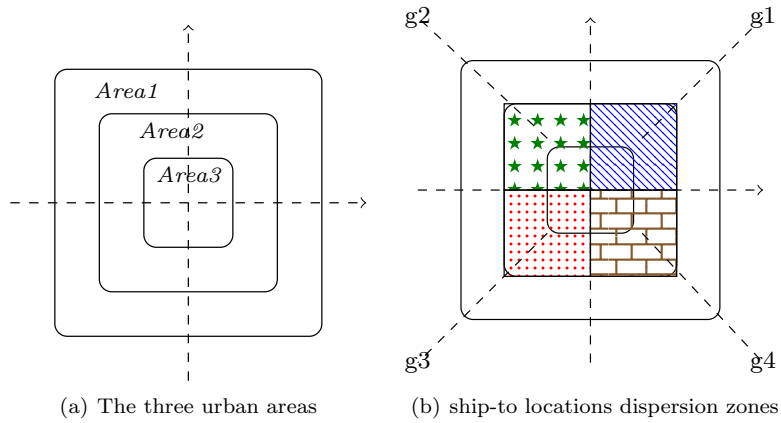 g2
g1
Area1
Area2
Area3
g3
g4
(a) The three urban areas
(b) ship-to locations dispersion zones